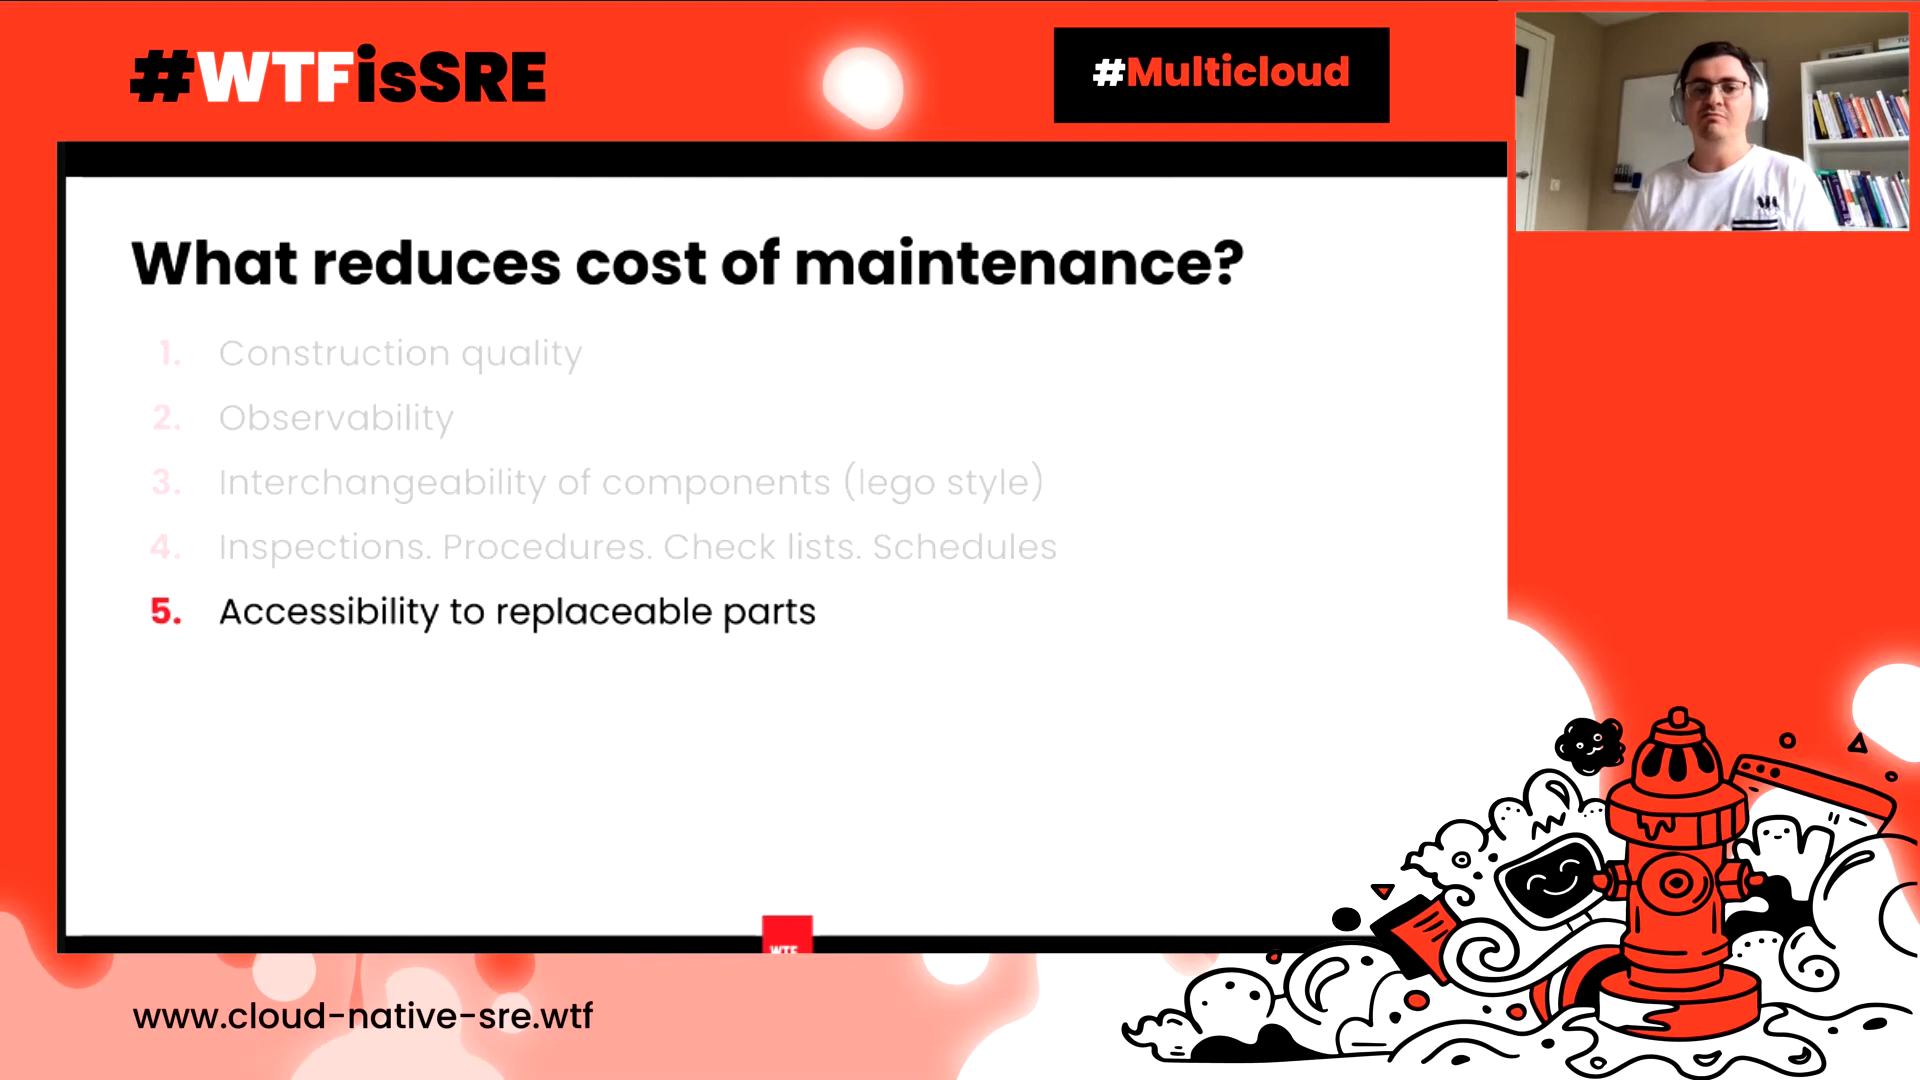 #WTFisSRE
#Multicloud
What reduces cost of maintenance?
1. Construction quality
2. Observability
3. Interchangeability of components (lego style)
4. Inspections. Procedures. Check lists. Schedules
5. Accessibility to replaceable parts
WTF
www.cloud-native-sre.wtf